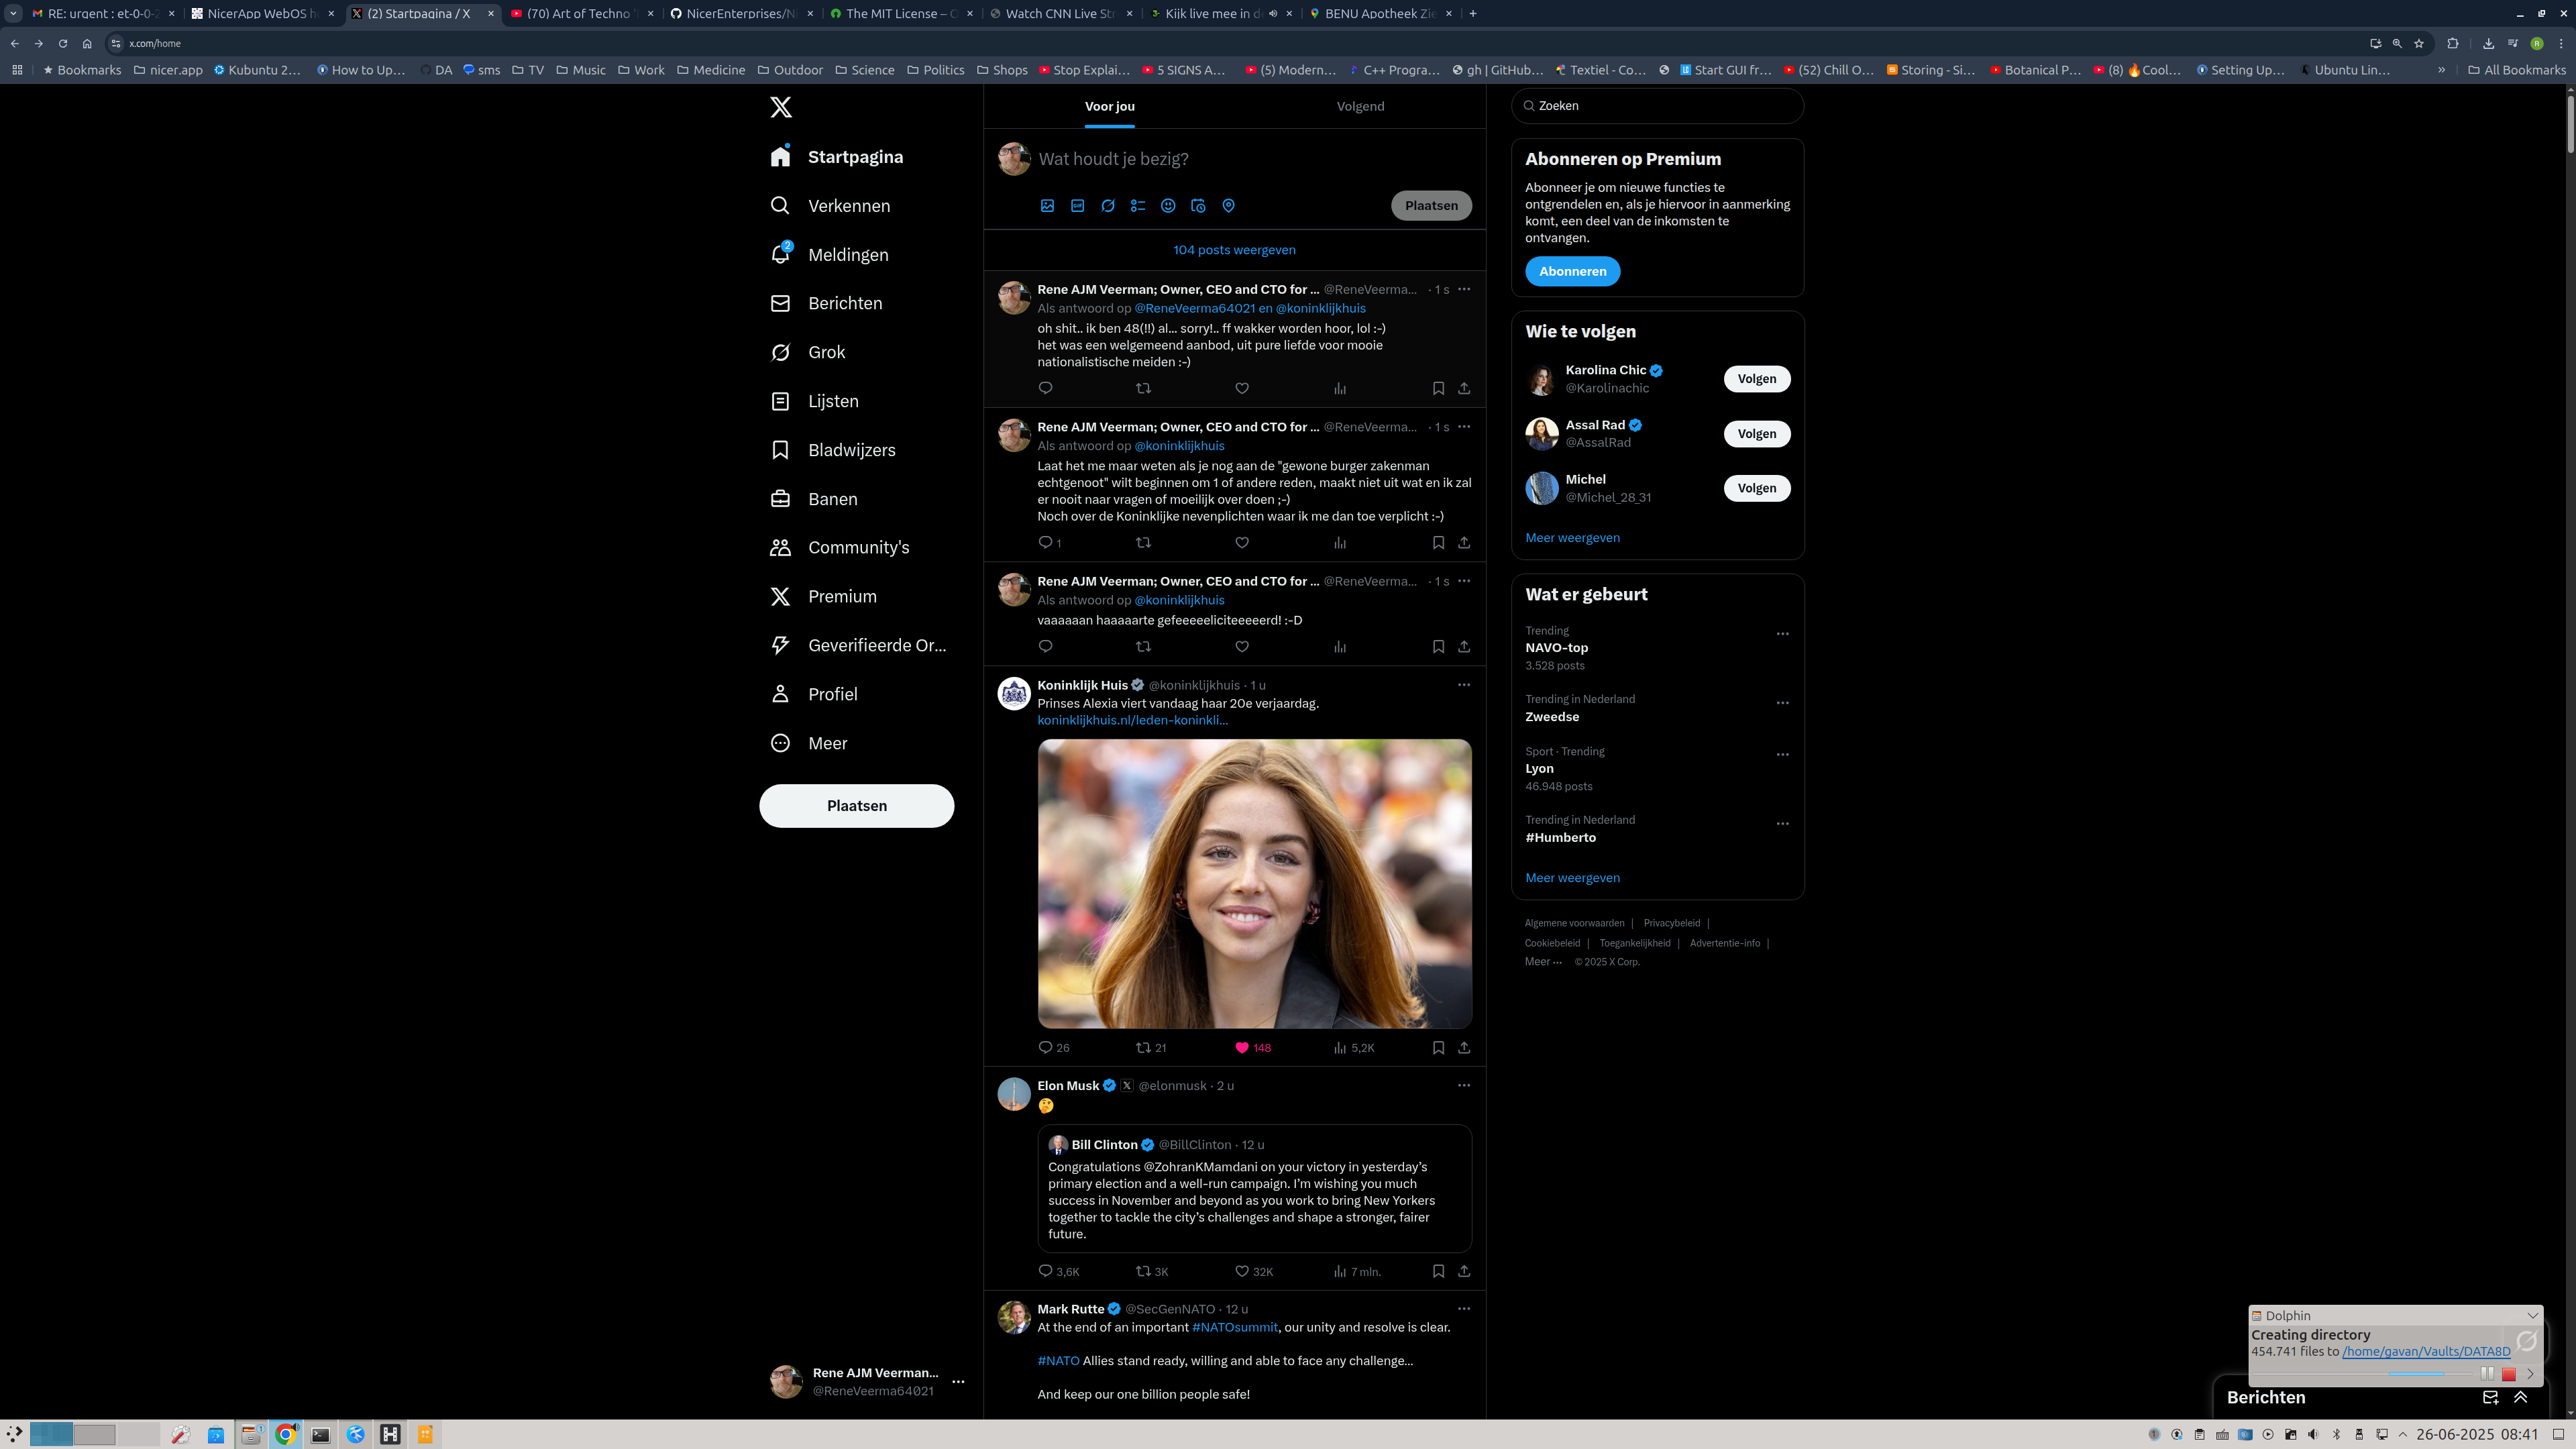 RE: urgent : et-0-0-2
NicerApp WebOS h
(2) Startpagina / X
(70) Art of Techno '
NicerEnterprises/Ni
The MIT License – O
Watch CNN Live Str
Kijk live mee in de
BENU Apotheek Zie
x.com/home
Bookmarks
nicer.app
Kubuntu 2…
How to Up…
DA
sms
TV
Music
Work
Medicine
Outdoor
Science
Politics
Shops
Stop Explai…
5 SIGNS A…
(5) Modern…
C++ Progra…
gh | GitHub…
Textiel - Co…
Start GUI fr…
(52) Chill O…
Storing - Si…
Botanical P…
(8) 🔥Cool…
Setting Up…
Ubuntu Lin…
»
All Bookmarks
Startpagina
Verkennen
2
Meldingen
Berichten
Grok
Lijsten
Bladwijzers
Banen
Community's
Premium
Geverifieerde Or…
Profiel
Meer
Plaatsen
Rene AJM Veerman…
@ReneVeerma64021
Voor jou
Volgend
Wat houdt je bezig?
GIF
Plaatsen
104 posts weergeven
Rene AJM Veerman; Owner, CEO and CTO for … @ReneVeerma… · 1 s
Als antwoord op @ReneVeerma64021 en @koninklijkhuis
oh shit.. ik ben 48(!!) al... sorry!.. ff wakker worden hoor, lol :-)
het was een welgemeend aanbod, uit pure liefde voor mooie
nationalistische meiden :-)
Rene AJM Veerman; Owner, CEO and CTO for … @ReneVeerma… · 1 s
Als antwoord op @koninklijkhuis
Laat het me maar weten als je nog aan de "gewone burger zakenman
echtgenoot" wilt beginnen om 1 of andere reden, maakt niet uit wat en ik zal
er nooit naar vragen of moeilijk over doen ;-)
Noch over de Koninklijke nevenplichten waar ik me dan toe verplicht :-)
1
Rene AJM Veerman; Owner, CEO and CTO for … @ReneVeerma… · 1 s
Als antwoord op @koninklijkhuis
vaaaaaan haaaaarte gefeeeeeliciteeeeerd! :-D
Koninklijk Huis @koninklijkhuis · 1 u
Prinses Alexia viert vandaag haar 20e verjaardag.
koninklijkhuis.nl/leden-koninkli…
26 21 148 5,2K
Elon Musk @elonmusk · 2 u
🤔
Bill Clinton @BillClinton · 12 u
Congratulations @ZohranKMamdani on your victory in yesterday's
primary election and a well-run campaign. I'm wishing you much
success in November and beyond as you work to bring New Yorkers
together to tackle the city's challenges and shape a stronger, fairer
future.
3,6K 3K 32K 7 mln.
Mark Rutte @SecGenNATO · 12 u
At the end of an important #NATOsummit, our unity and resolve is clear.
#NATO Allies stand ready, willing and able to face any challenge…
And keep our one billion people safe!
Zoeken
Abonneren op Premium
Abonneer je om nieuwe functies te
ontgrendelen en, als je hiervoor in aanmerking
komt, een deel van de inkomsten te
ontvangen.
Abonneren
Wie te volgen
Karolina Chic
@Karolinachic
Volgen
Assal Rad
@AssalRad
Volgen
Michel
@Michel_28_31
Volgen
Meer weergeven
Wat er gebeurt
Trending
NAVO-top
3.528 posts
Trending in Nederland
Zweedse
Sport · Trending
Lyon
46.948 posts
Trending in Nederland
#Humberto
Meer weergeven
Algemene voorwaarden | Privacybeleid |
Cookiebeleid | Toegankelijkheid | Advertentie-info |
Meer ··· © 2025 X Corp.
Dolphin
Creating directory
454.741 files to /home/gavan/Vaults/DATA8D
Berichten
26-06-2025 08:41